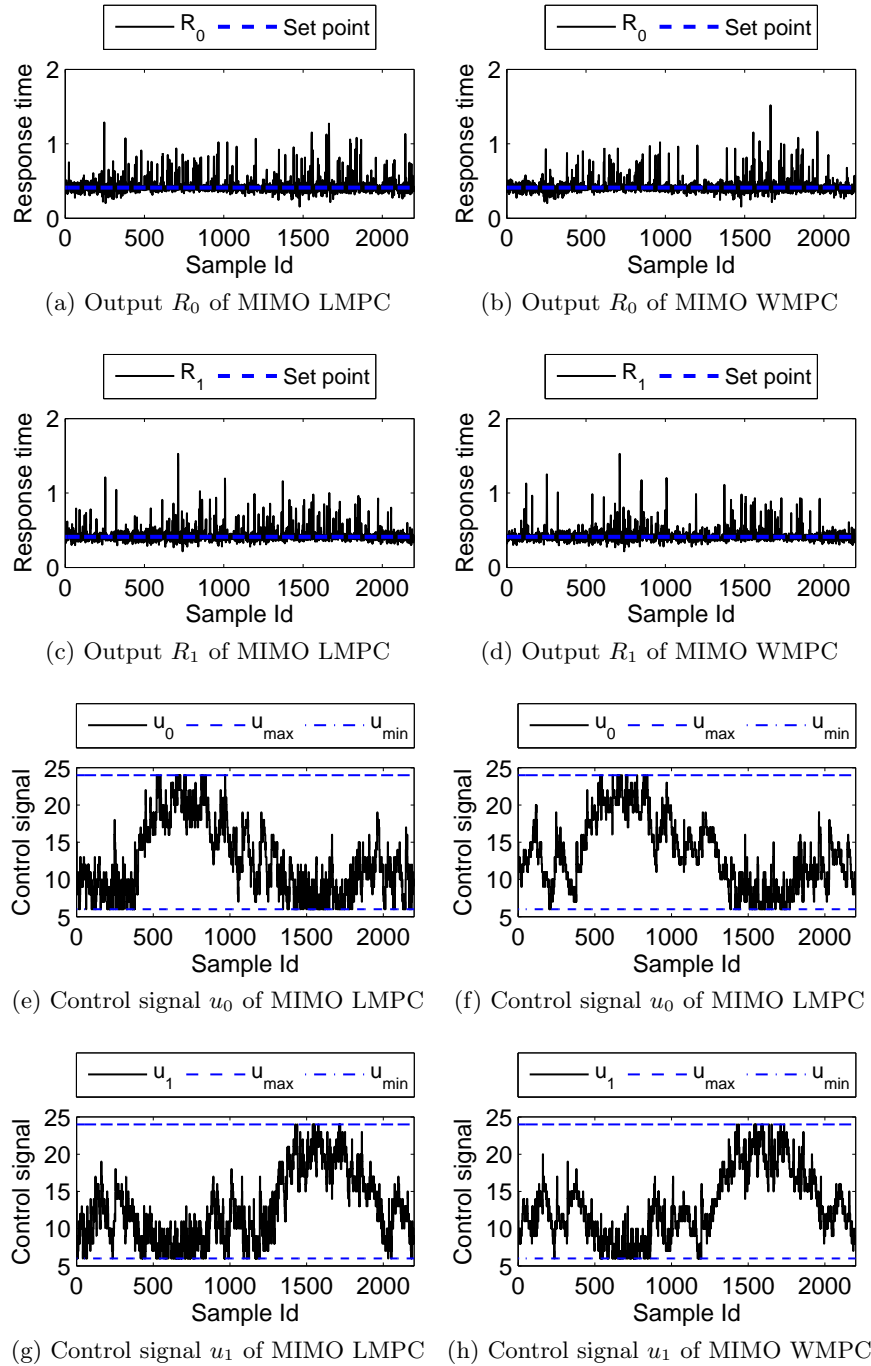 R0 Set point
2
1
0
Response time
0 500 1000 1500 2000
Sample Id
(a) Output R0 of MIMO LMPC
R0 Set point
2
1
0
Response time
0 500 1000 1500 2000
Sample Id
(b) Output R0 of MIMO WMPC
R1 Set point
2
1
0
Response time
0 500 1000 1500 2000
Sample Id
(c) Output R1 of MIMO LMPC
R1 Set point
2
1
0
Response time
0 500 1000 1500 2000
Sample Id
(d) Output R1 of MIMO WMPC
u0 umax umin
25
20
15
10
5
Control signal
0 500 1000 1500 2000
Sample Id
(e) Control signal u0 of MIMO LMPC
u0 umax umin
25
20
15
10
5
Control signal
0 500 1000 1500 2000
Sample Id
(f) Control signal u0 of MIMO LMPC
u1 umax umin
25
20
15
10
5
Control signal
0 500 1000 1500 2000
Sample Id
(g) Control signal u1 of MIMO LMPC
u1 umax umin
25
20
15
10
5
Control signal
0 500 1000 1500 2000
Sample Id
(h) Control signal u1 of MIMO WMPC